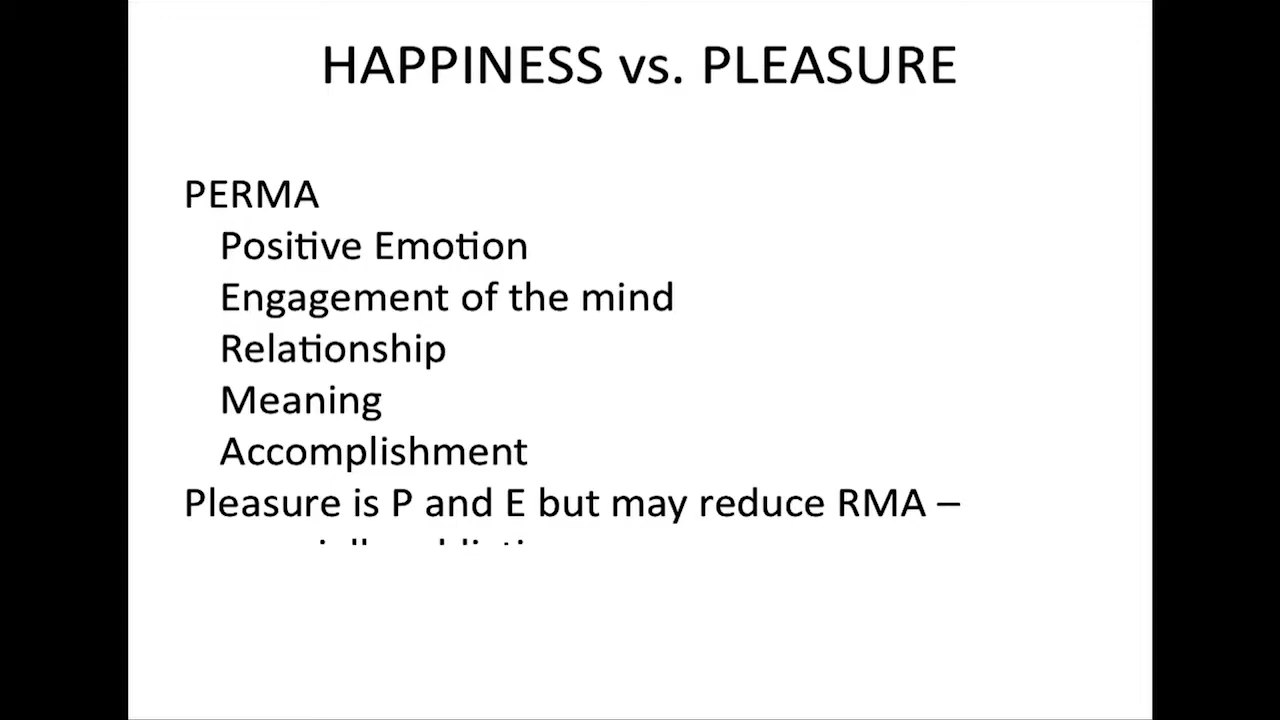 HAPPINESS vs. PLEASURE
PERMA
Positive Emotion
Engagement of the mind
Relationship
Meaning
Accomplishment
Pleasure is P and E but may reduce RMA –